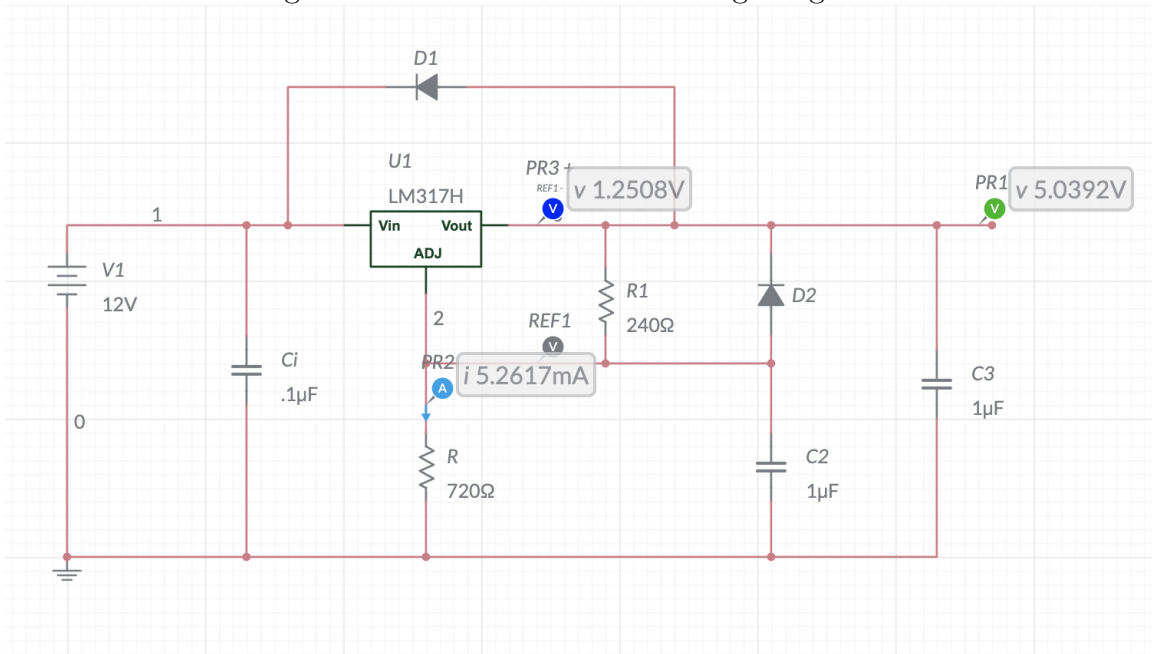 D1
U1
LM317H
Vin
Vout
ADJ
PR3 +
REF1 -
V
v 1.2508V
PR1
V
v 5.0392V
1
V1
12V
R1
240Ω
D2
2
REF1
V
PR2
A
i 5.2617mA
Ci
.1µF
C3
1µF
0
R
720Ω
C2
1µF